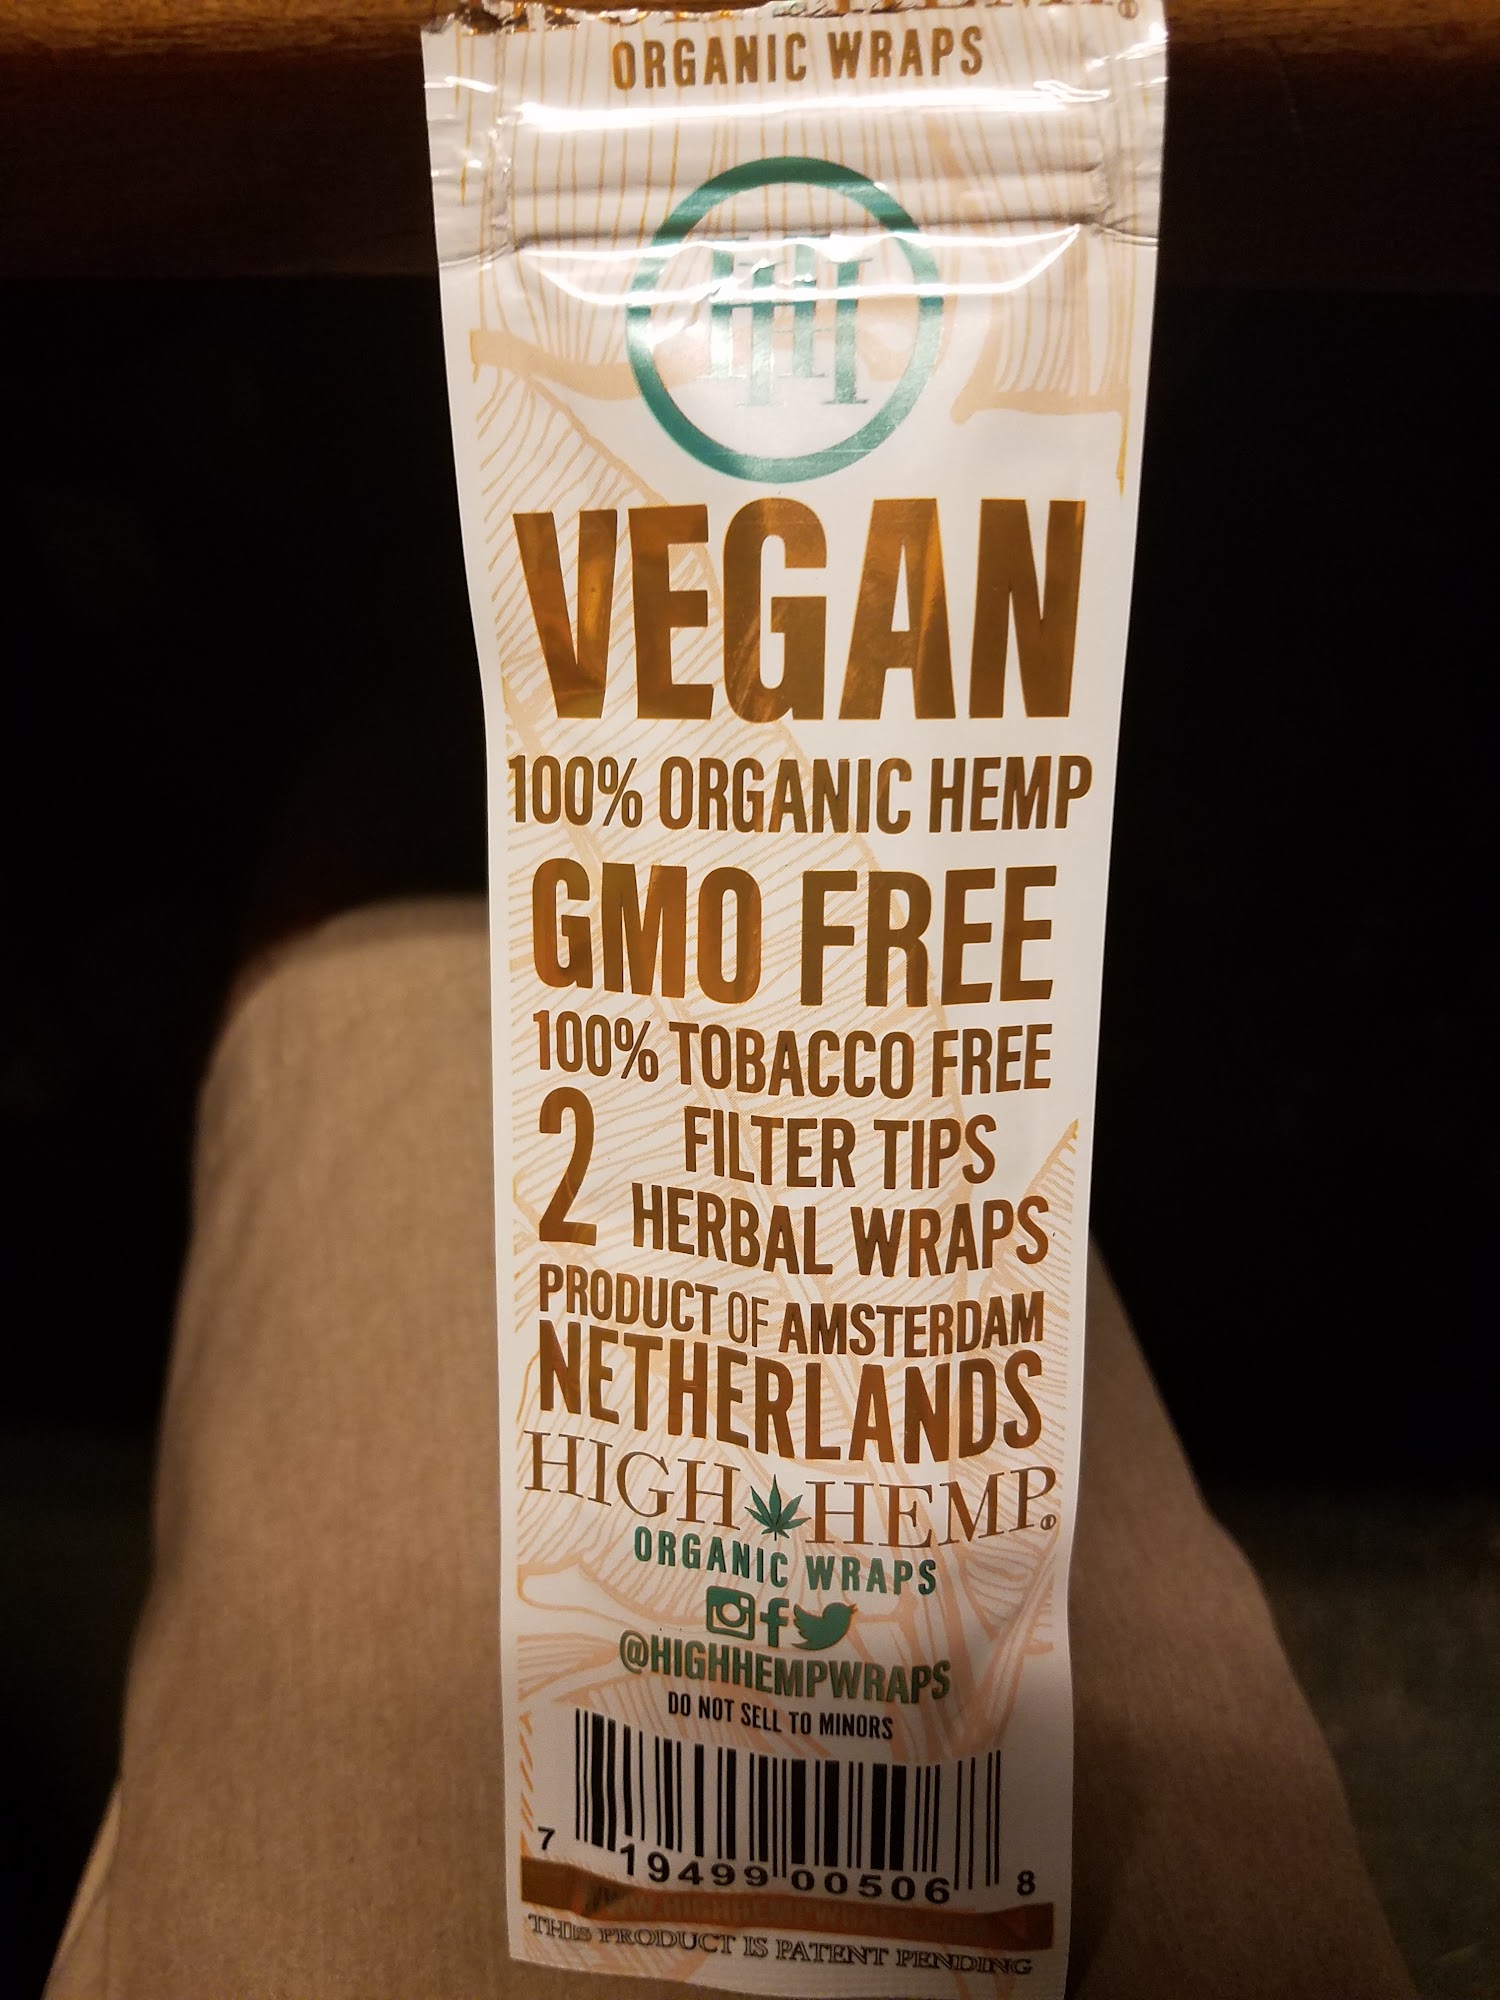 ORGANIC WRAPS
HH
VEGAN
100% ORGANIC HEMP
GMO FREE
100% TOBACCO FREE
2 FILTER TIPS
HERBAL WRAPS
PRODUCT OF AMSTERDAM
NETHERLANDS
HIGH HEMP®
ORGANIC WRAPS
@HIGHHEMPWRAPS
DO NOT SELL TO MINORS
7 19499 00506 8
THIS PRODUCT IS PATENT PENDING